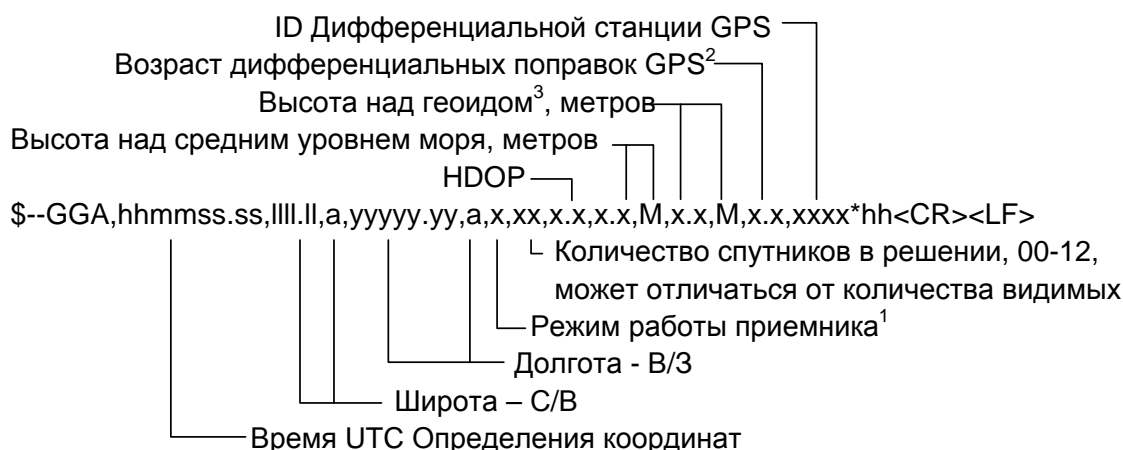 ID Дифференциальной станции GPS
Возраст дифференциальных поправок GPS²
Высота над геоидом³, метров
Высота над средним уровнем моря, метров
HDOP
$--GGA,hhmmss.ss,llll.ll,a,yyyyy.yy,a,x,xx,x.x,x.x,M,x.x,M,x.x,xxxx*hh<CR><LF>
Количество спутников в решении, 00-12,
может отличаться от количества видимых
Режим работы приемника¹
Долгота - В/З
Широта – С/В
Время UTC Определения координат